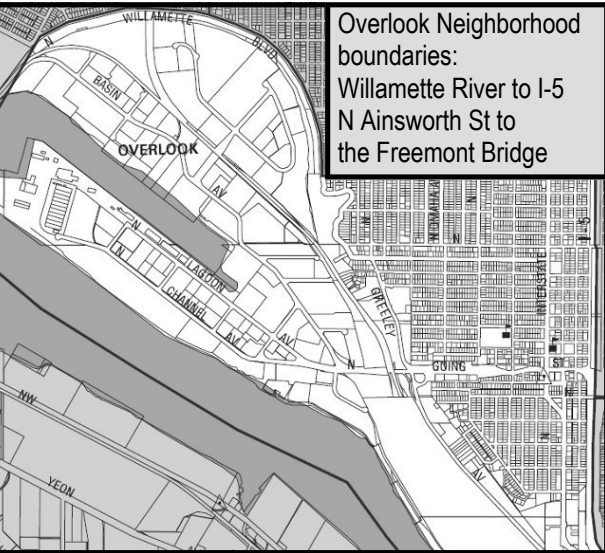 Overlook Neighborhood
boundaries:
Willamette River to I-5
N Ainsworth St to
the Freemont Bridge
WILLAMETTE
BLVD
BASIN
OVERLOOK
AV
N
N OMAHA
N
N
I-5
N
LAGOON
N
CHANNEL
AV
AV
GREELEY
INTERSTATE
N
GOING
ST
N
N
AV
NW
YEON